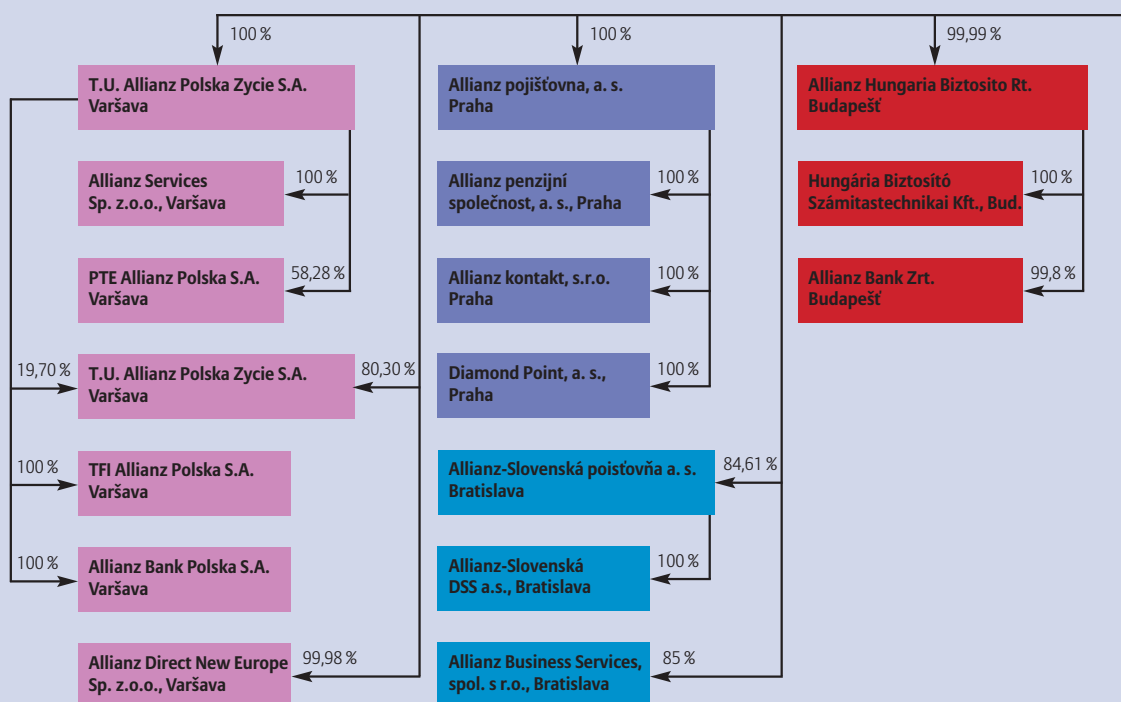 100 %
100 %
99,99 %
T.U. Allianz Polska Zycie S.A.
Varšava
Allianz pojišťovna, a. s.
Praha
Allianz Hungaria Biztosito Rt.
Budapešť
Allianz Services
Sp. z.o.o., Varšava
100 %
Allianz penzijní
společnost, a. s., Praha
100 %
Hungária Biztosító
Számitastechnikai Kft., Bud.
100 %
PTE Allianz Polska S.A.
Varšava
58,28 %
Allianz kontakt, s.r.o.
Praha
100 %
Allianz Bank Zrt.
Budapešť
99,8 %
19,70 %
T.U. Allianz Polska Zycie S.A.
Varšava
80,30 %
Diamond Point, a. s.,
Praha
100 %
100 %
TFI Allianz Polska S.A.
Varšava
Allianz-Slovenská poisťovňa a. s.
Bratislava
84,61 %
100 %
Allianz Bank Polska S.A.
Varšava
Allianz-Slovenská
DSS a.s., Bratislava
100 %
Allianz Direct New Europe
Sp. z.o.o., Varšava
99,98 %
Allianz Business Services,
spol. s r.o., Bratislava
85 %